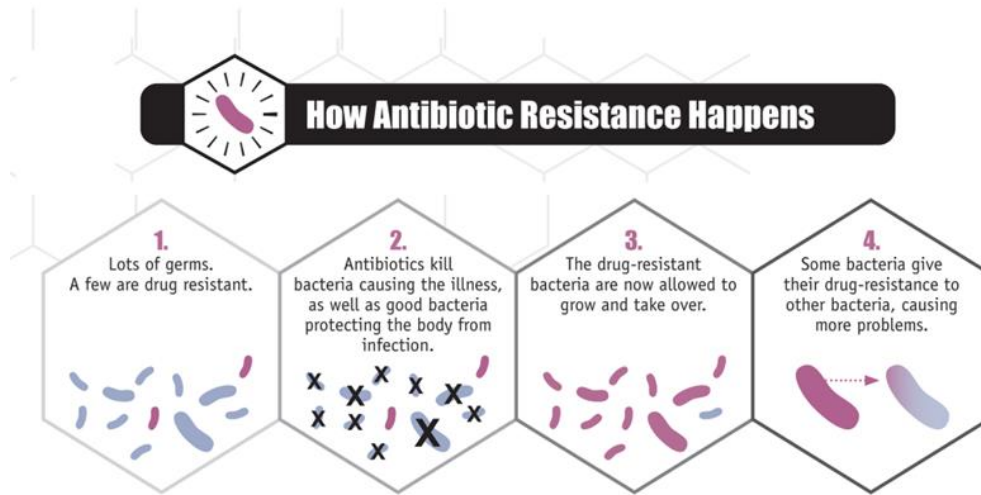 How Antibiotic Resistance Happens
1.
Lots of germs.
A few are drug resistant.
2.
Antibiotics kill
bacteria causing the illness,
as well as good bacteria
protecting the body from
infection.
X X X X X X X X X X
3.
The drug-resistant
bacteria are now allowed to
grow and take over.
4.
Some bacteria give
their drug-resistance to
other bacteria, causing
more problems.